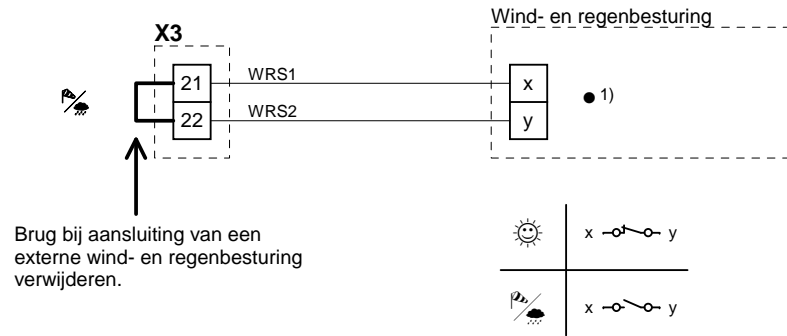 Wind- en regenbesturing
X3
21 WRS1 x
1)
22 WRS2 y
Brug bij aansluiting van een
externe wind- en regenbesturing
verwijderen.
x y
x y